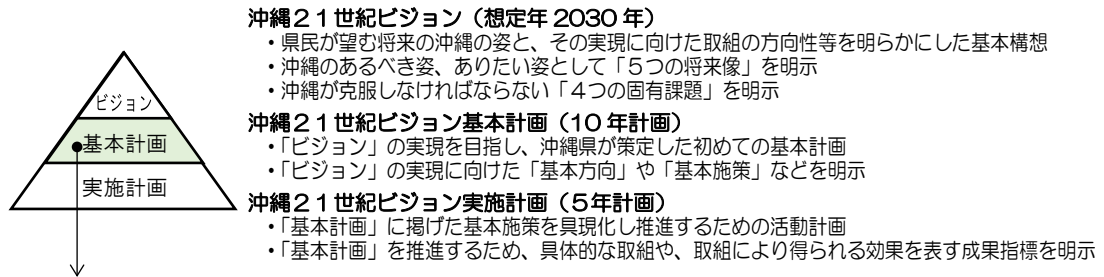 沖縄２１世紀ビジョン（想定年 2030 年）
・県民が望む将来の沖縄の姿と、その実現に向けた取組の方向性等を明らかにした基本構想
・沖縄のあるべき姿、ありたい姿として「５つの将来像」を明示
・沖縄が克服しなければならない「４つの固有課題」を明示
ビジョン
基本計画
実施計画
沖縄２１世紀ビジョン基本計画（10 年計画）
・「ビジョン」の実現を目指し、沖縄県が策定した初めての基本計画
・「ビジョン」の実現に向けた「基本方向」や「基本施策」などを明示
沖縄２１世紀ビジョン実施計画（５年計画）
・「基本計画」に掲げた基本施策を具現化し推進するための活動計画
・「基本計画」を推進するため、具体的な取組や、取組により得られる効果を表す成果指標を明示